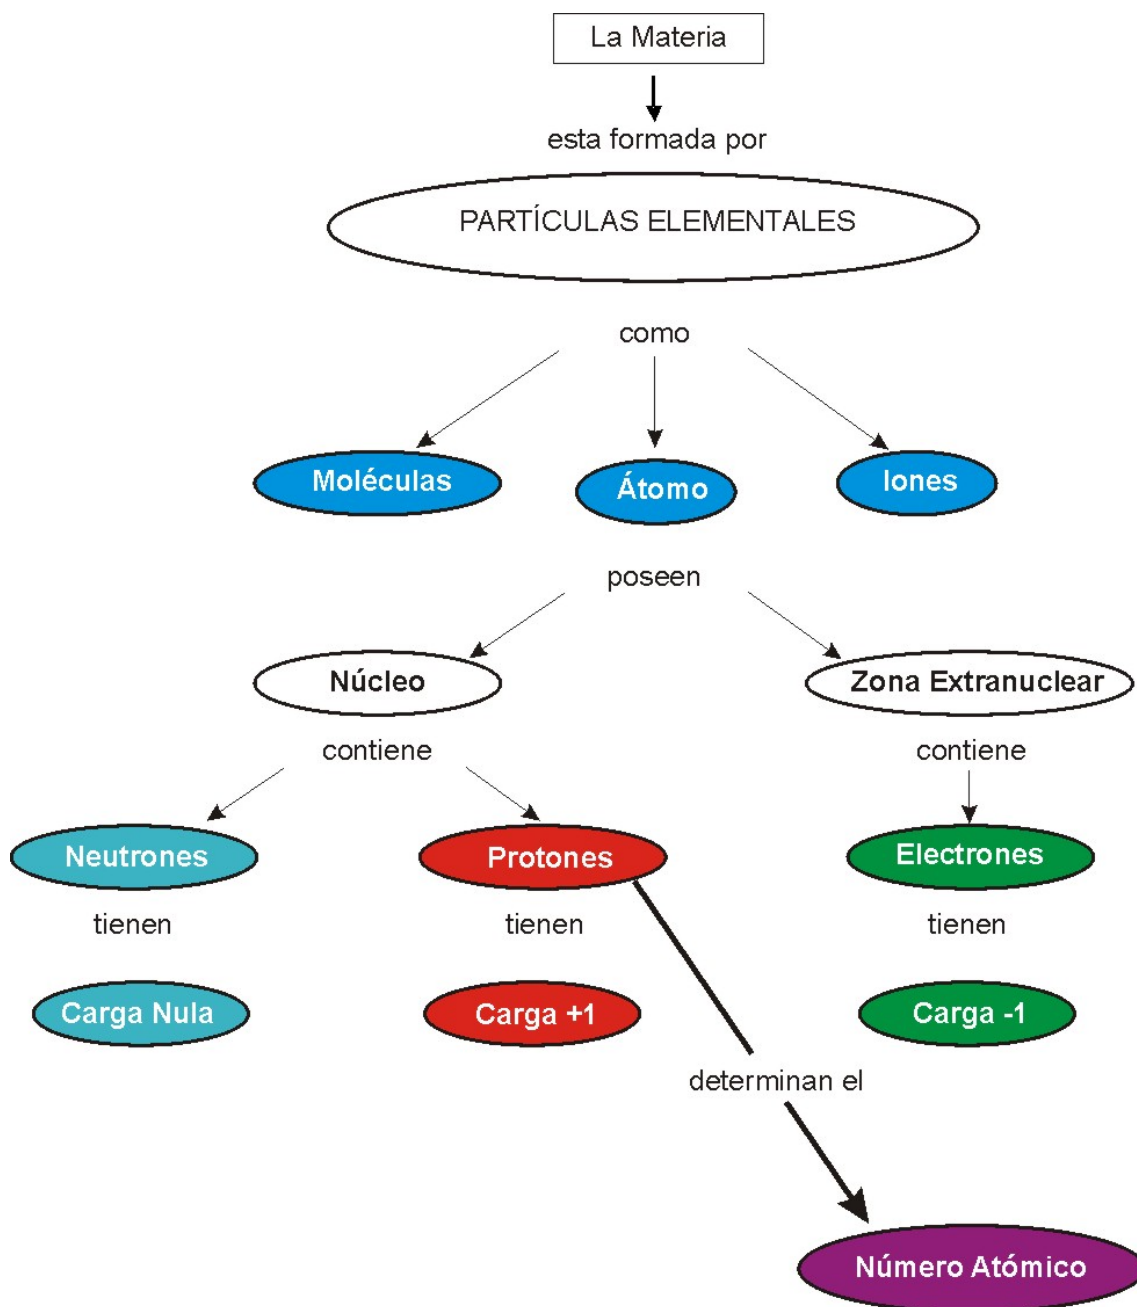 La Materia
esta formada por
PARTÍCULAS ELEMENTALES
como
Moléculas
Átomo
Iones
poseen
Núcleo
Zona Extranuclear
contiene
contiene
Neutrones
Protones
Electrones
tienen
tienen
tienen
Carga Nula
Carga +1
Carga -1
determinan el
Número Atómico